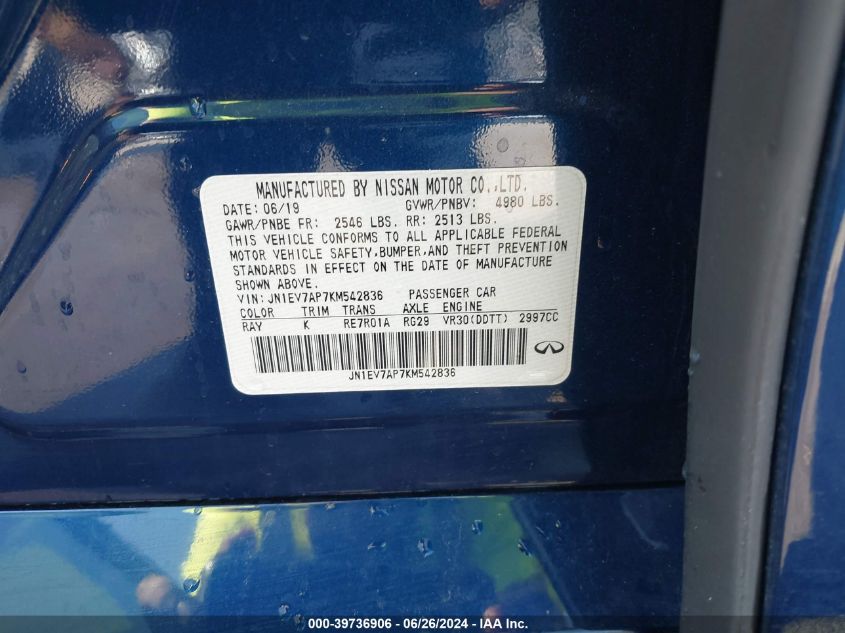 MANUFACTURED BY NISSAN MOTOR CO.,LTD.
DATE: 06/19 GVWR/PNBV: 4980 LBS.
GAWR/PNBE FR: 2546 LBS. RR: 2513 LBS.
THIS VEHICLE CONFORMS TO ALL APPLICABLE FEDERAL
MOTOR VEHICLE SAFETY,BUMPER,AND THEFT PREVENTION
STANDARDS IN EFFECT ON THE DATE OF MANUFACTURE
SHOWN ABOVE.
VIN: JN1EV7AP7KM542836 PASSENGER CAR
COLOR TRIM TRANS AXLE ENGINE
RAY K RE7R01A RG29 VR30(DDTT) 2997CC
JN1EV7AP7KM542836
000-39736906 / 06/26/2024 - IAA Inc.